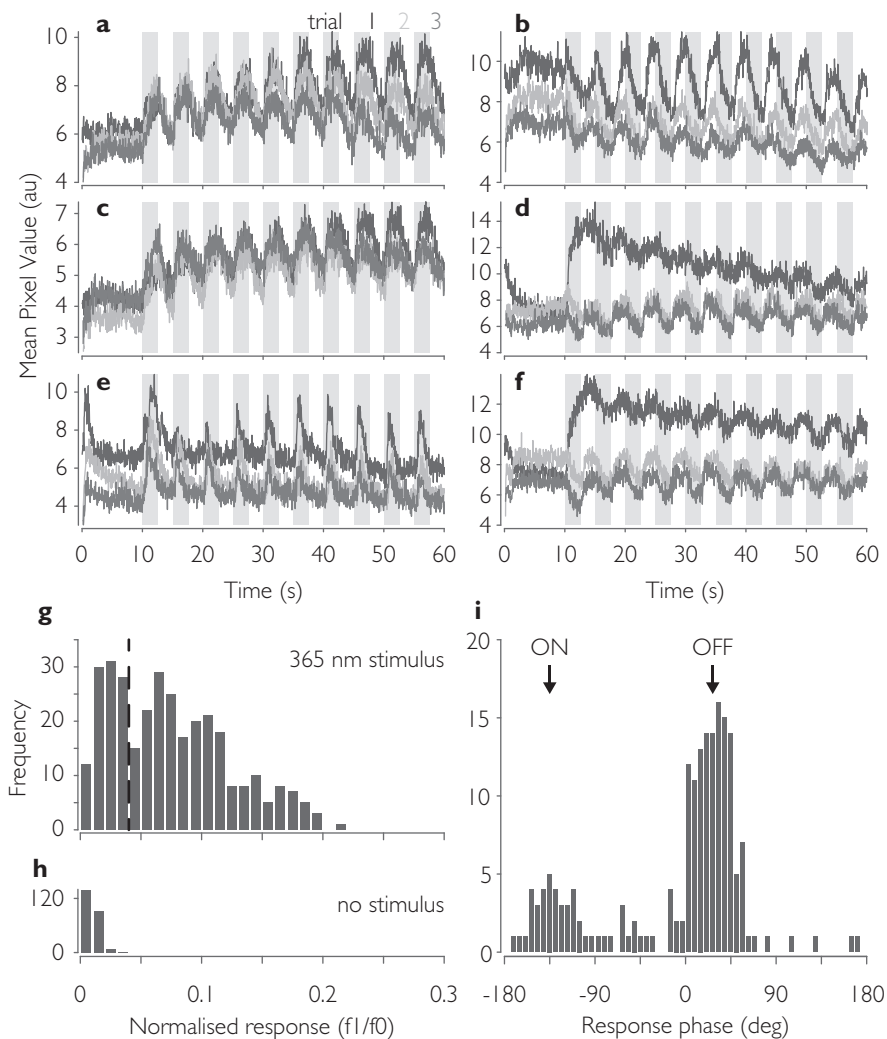 a trial 1 2 3 b
10
8
6
4
10
8
6
4
c d
7
6
5
4
3
14
12
10
8
6
4
e f
10
8
6
4
12
10
8
6
4
Mean Pixel Value (au)
0 10 20 30 40 50 60
0 10 20 30 40 50 60
Time (s) Time (s)
g
365 nm stimulus
30
20
10
0
Frequency
h
no stimulus
120
0
0 0.1 0.2 0.3
Normalised response (f1/f0)
i
ON OFF
20
15
10
5
0
-180 -90 0 90 180
Response phase (deg)